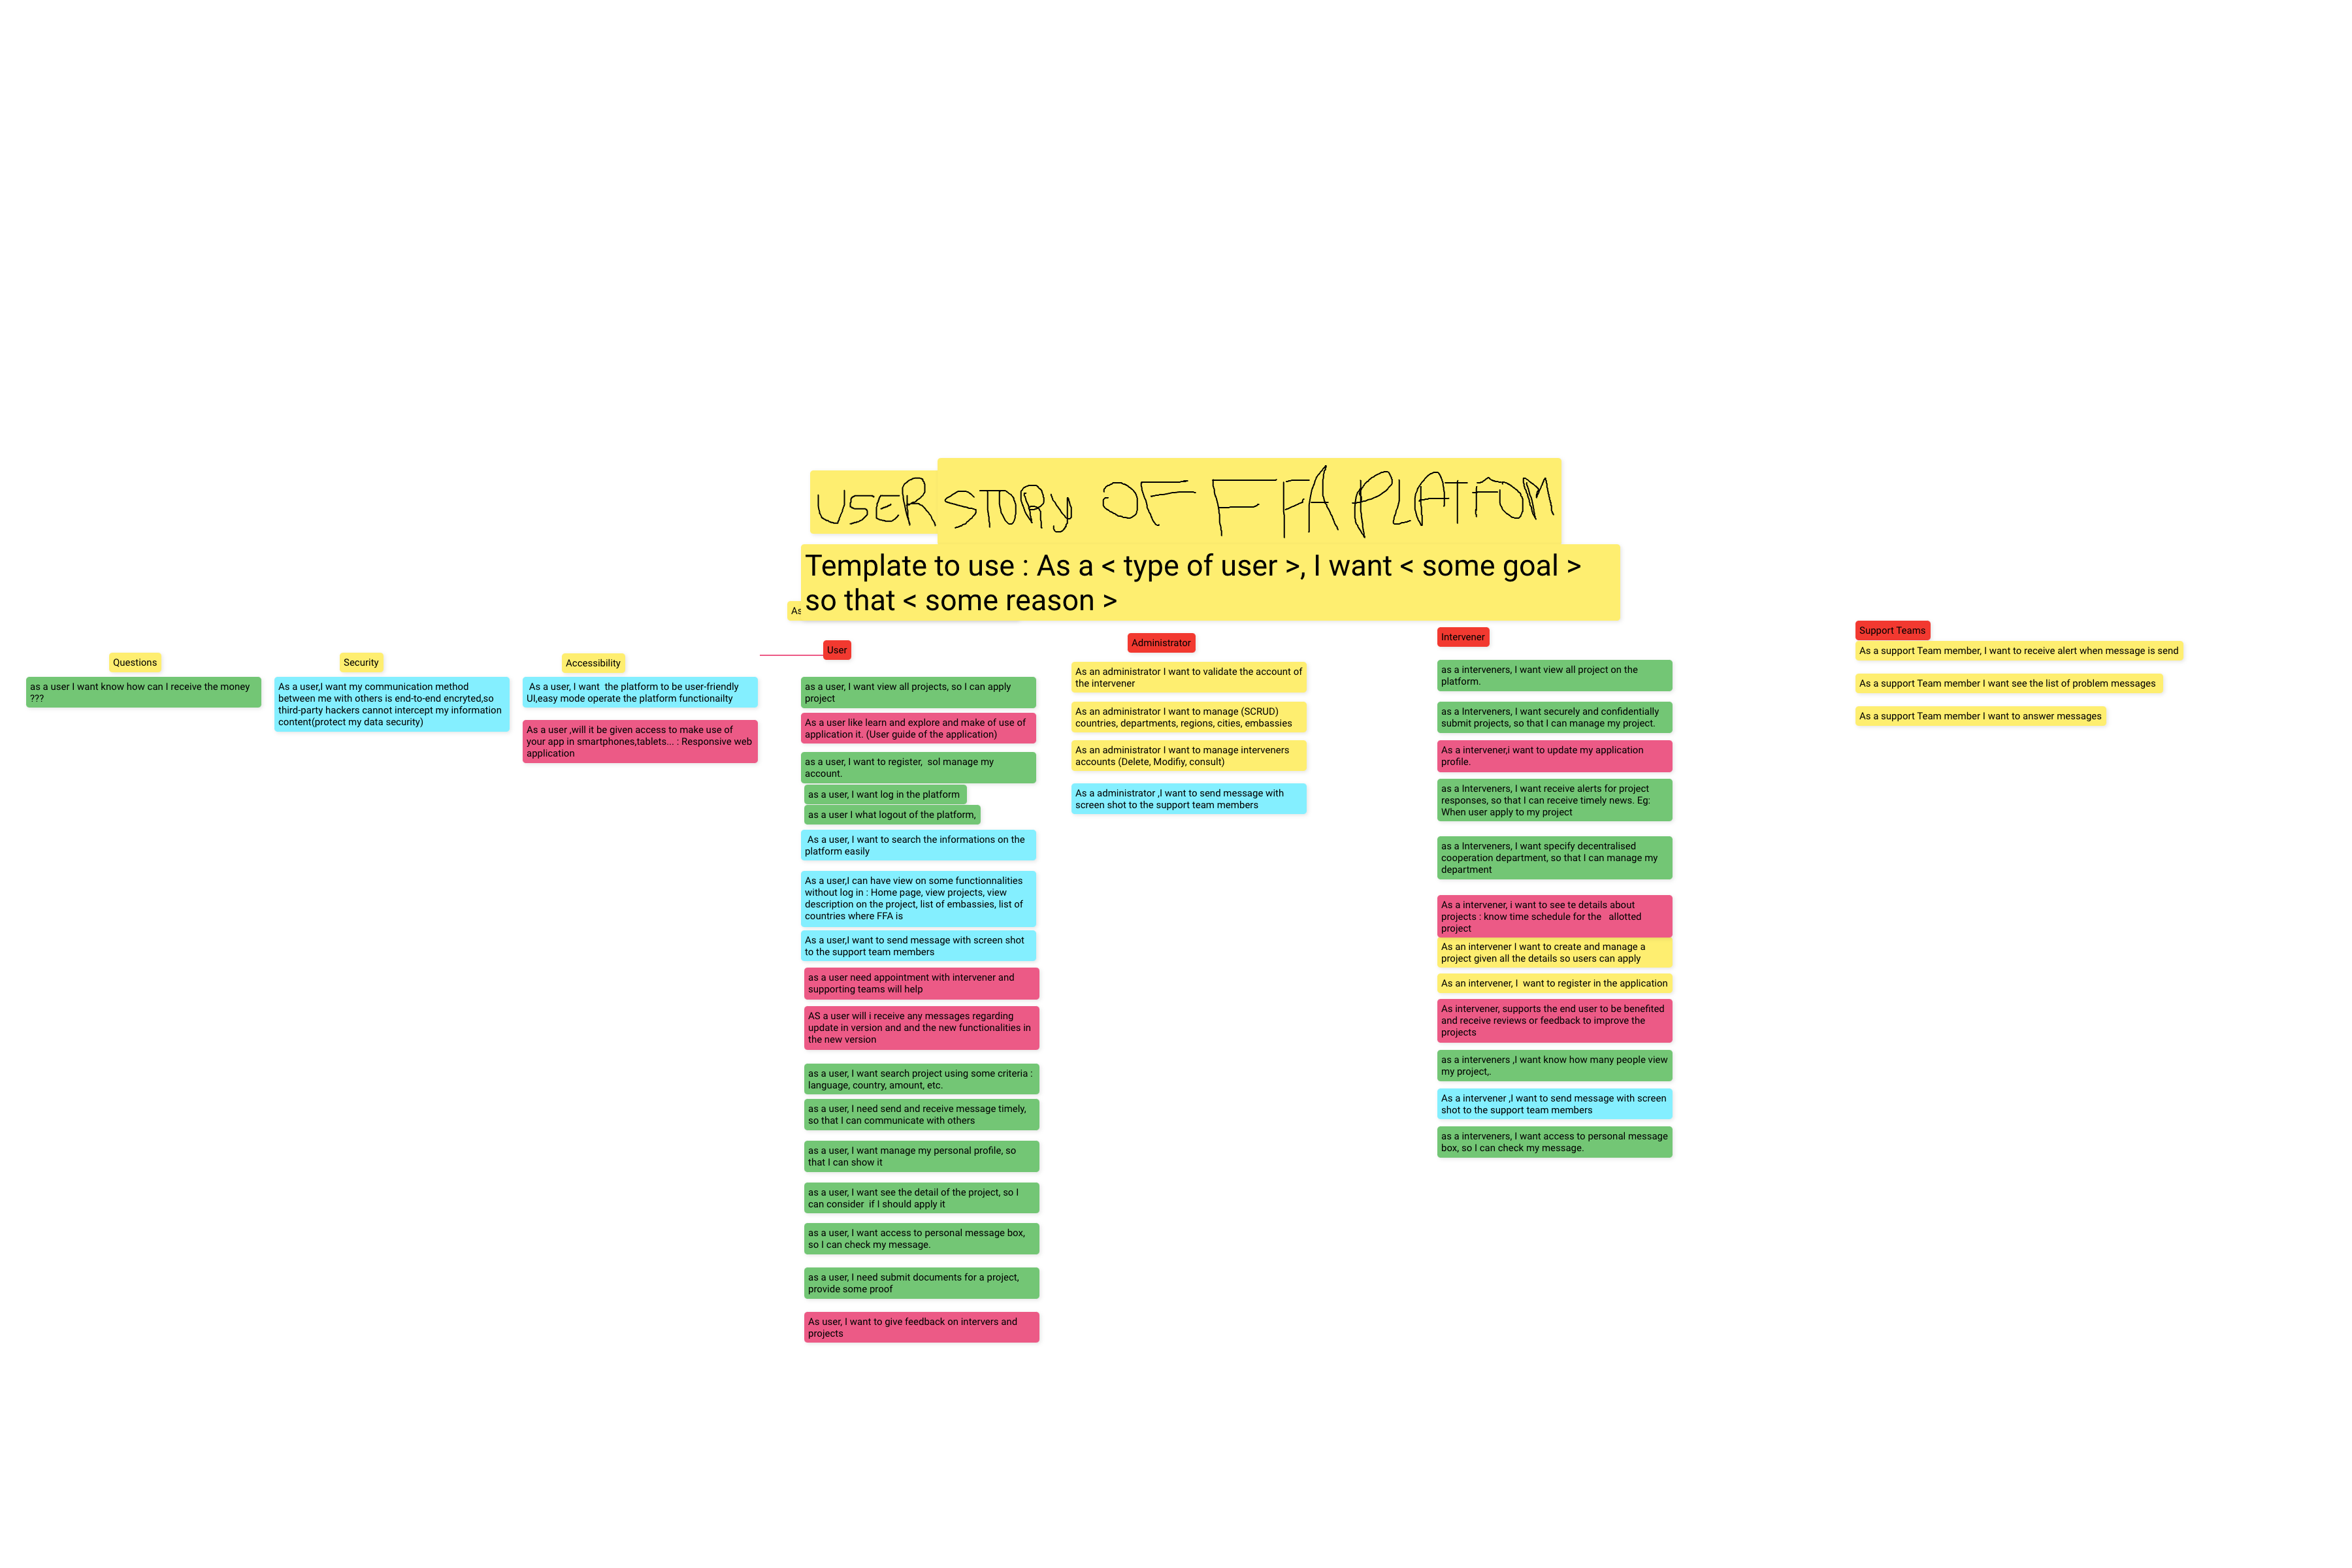 USER STORY OF FFA PLATFOM
Template to use : As a < type of user >, I want < some goal >
so that < some reason >
As
Questions
as a user I want know how can I receive the money
???
Security
As a user,I want my communication method
between me with others is end-to-end encryted,so
third-party hackers cannot intercept my information
content(protect my data security)
Accessibility
As a user, I want  the platform to be user-friendly
UI,easy mode operate the platform functionailty
As a user ,will it be given access to make use of
your app in smartphones,tablets... : Responsive web
application
User
as a user, I want view all projects, so I can apply
project
As a user like learn and explore and make of use of
application it. (User guide of the application)
as a user, I want to register,  soI manage my
account.
as a user, I want log in the platform
as a user I what logout of the platform,
As a user, I want to search the informations on the
platform easily
As a user,I can have view on some functionnalities
without log in : Home page, view projects, view
description on the project, list of embassies, list of
countries where FFA is
As a user,I want to send message with screen shot
to the support team members
as a user need appointment with intervener and
supporting teams will help
AS a user will i receive any messages regarding
update in version and and the new functionalities in
the new version
as a user, I want search project using some criteria :
language, country, amount, etc.
as a user, I need send and receive message timely,
so that I can communicate with others
as a user, I want manage my personal profile, so
that I can show it
as a user, I want see the detail of the project, so I
can consider  if I should apply it
as a user, I want access to personal message box,
so I can check my message.
as a user, I need submit documents for a project,
provide some proof
As user, I want to give feedback on intervers and
projects
Administrator
As an administrator I want to validate the account of
the intervener
As an administrator I want to manage (SCRUD)
countries, departments, regions, cities, embassies
As an administrator I want to manage interveners
accounts (Delete, Modifiy, consult)
As a administrator ,I want to send message with
screen shot to the support team members
Intervener
as a interveners, I want view all project on the
platform.
as a Interveners, I want securely and confidentially
submit projects, so that I can manage my project.
As a intervener,i want to update my application
profile.
as a Interveners, I want receive alerts for project
responses, so that I can receive timely news. Eg:
When user apply to my project
as a Interveners, I want specify decentralised
cooperation department, so that I can manage my
department
As a intervener, i want to see te details about
projects : know time schedule for the   allotted
project
As an intervener I want to create and manage a
project given all the details so users can apply
As an intervener, I  want to register in the application
As intervener, supports the end user to be benefited
and receive reviews or feedback to improve the
projects
as a interveners ,I want know how many people view
my project,.
As a intervener ,I want to send message with screen
shot to the support team members
as a interveners, I want access to personal message
box, so I can check my message.
Support Teams
As a support Team member, I want to receive alert when message is send
As a support Team member I want see the list of problem messages
As a support Team member I want to answer messages